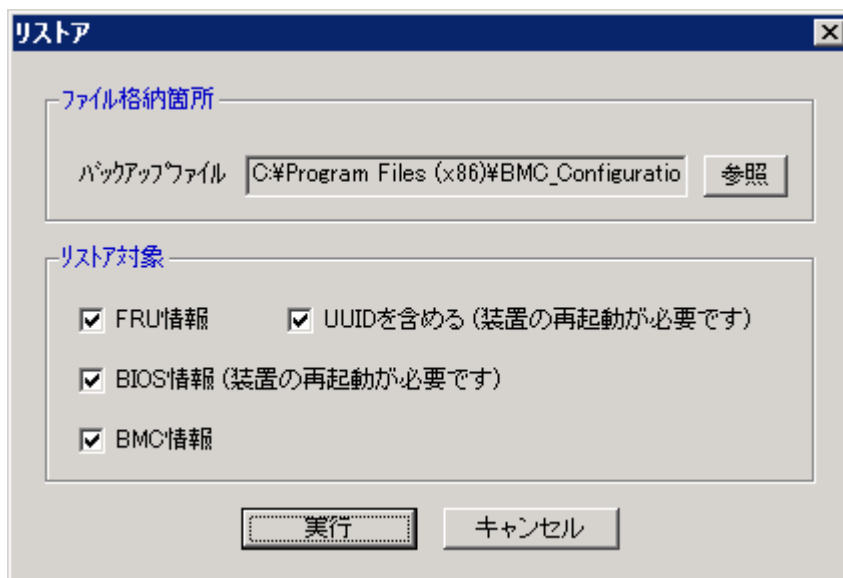 リストア
ファイル格納箇所
バックアップファイル C:¥Program Files (x86)¥BMC_Configuratio 参照
リストア対象
FRU情報 UUIDを含める (装置の再起動が必要です)
BIOS情報 (装置の再起動が必要です)
BMC情報
実行 キャンセル